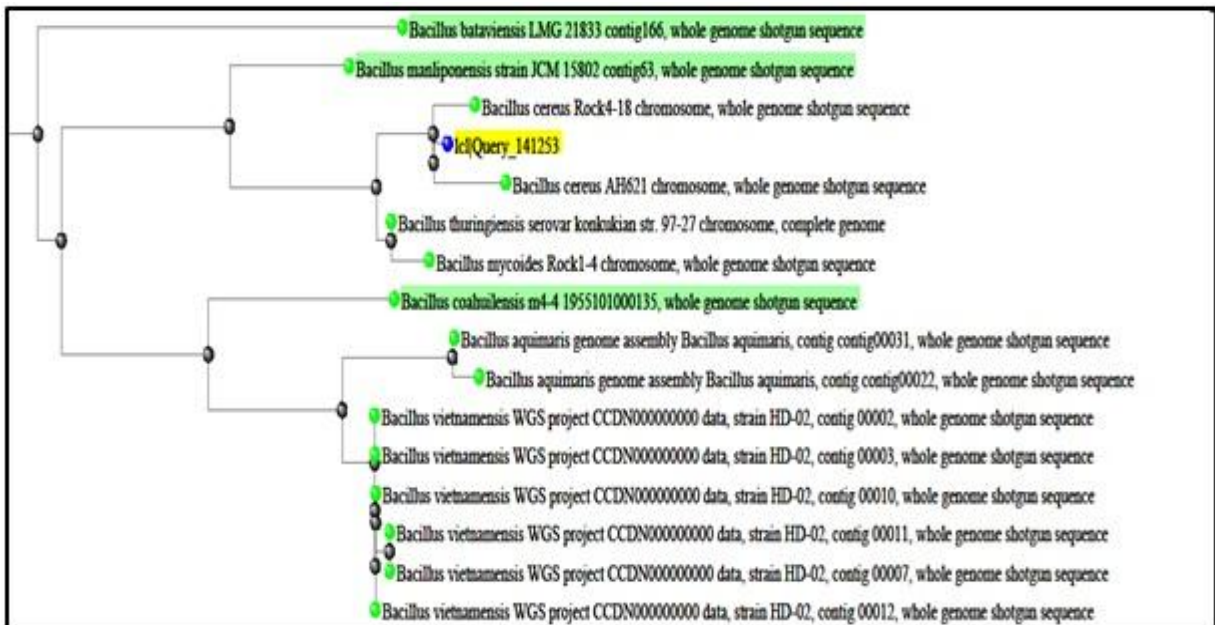 Bacillus bataviensis LMG 21833 contig166, whole genome shotgun sequence
Bacillus manliponensis strain JCM 15802 contig63, whole genome shotgun sequence
Bacillus cereus Rock4-18 chromosome, whole genome shotgun sequence
lcl|Query_141253
Bacillus cereus AH621 chromosome, whole genome shotgun sequence
Bacillus thuringiensis serovar konkukian str. 97-27 chromosome, complete genome
Bacillus mycoides Rock1-4 chromosome, whole genome shotgun sequence
Bacillus coahuilensis m4-4 1955101000135, whole genome shotgun sequence
Bacillus aquimaris genome assembly Bacillus aquimaris, contig contig00031, whole genome shotgun sequence
Bacillus aquimaris genome assembly Bacillus aquimaris, contig contig00022, whole genome shotgun sequence
Bacillus vietnamensis WGS project CCDN000000000 data, strain HD-02, contig 00002, whole genome shotgun sequence
Bacillus vietnamensis WGS project CCDN000000000 data, strain HD-02, contig 00003, whole genome shotgun sequence
Bacillus vietnamensis WGS project CCDN000000000 data, strain HD-02, contig 00010, whole genome shotgun sequence
Bacillus vietnamensis WGS project CCDN000000000 data, strain HD-02, contig 00011, whole genome shotgun sequence
Bacillus vietnamensis WGS project CCDN000000000 data, strain HD-02, contig 00007, whole genome shotgun sequence
Bacillus vietnamensis WGS project CCDN000000000 data, strain HD-02, contig 00012, whole genome shotgun sequence